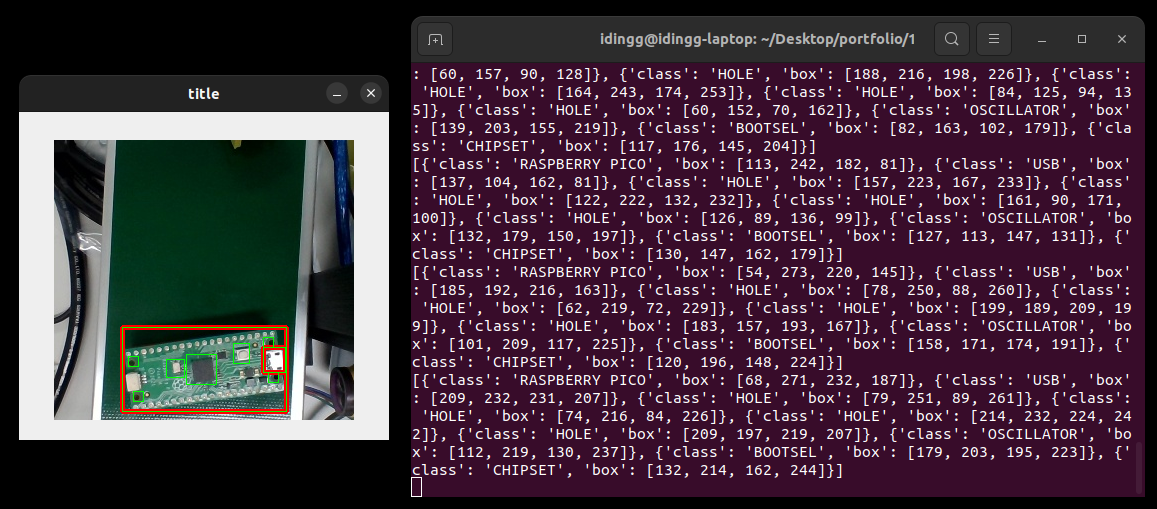 title
idingg@idingg-laptop: ~/Desktop/portfolio/1
: [60, 157, 90, 128]}, {'class': 'HOLE', 'box': [188, 216, 198, 226]}, {'class':
'HOLE', 'box': [164, 243, 174, 253]}, {'class': 'HOLE', 'box': [84, 125, 94, 13
5]}, {'class': 'HOLE', 'box': [60, 152, 70, 162]}, {'class': 'OSCILLATOR', 'box'
: [139, 203, 155, 219]}, {'class': 'BOOTSEL', 'box': [82, 163, 102, 179]}, {'cla
ss': 'CHIPSET', 'box': [117, 176, 145, 204]}]
[{'class': 'RASPBERRY PICO', 'box': [113, 242, 182, 81]}, {'class': 'USB', 'box'
: [137, 104, 162, 81]}, {'class': 'HOLE', 'box': [157, 223, 167, 233]}, {'class'
: 'HOLE', 'box': [122, 222, 132, 232]}, {'class': 'HOLE', 'box': [161, 90, 171,
100]}, {'class': 'HOLE', 'box': [126, 89, 136, 99]}, {'class': 'OSCILLATOR', 'bo
x': [132, 179, 150, 197]}, {'class': 'BOOTSEL', 'box': [127, 113, 147, 131]}, {'
class': 'CHIPSET', 'box': [130, 147, 162, 179]}]
[{'class': 'RASPBERRY PICO', 'box': [54, 273, 220, 145]}, {'class': 'USB', 'box'
: [185, 192, 216, 163]}, {'class': 'HOLE', 'box': [78, 250, 88, 260]}, {'class'
: 'HOLE', 'box': [62, 219, 72, 229]}, {'class': 'HOLE', 'box': [199, 189, 209, 19
9]}, {'class': 'HOLE', 'box': [183, 157, 193, 167]}, {'class': 'OSCILLATOR', 'bo
x': [101, 209, 117, 225]}, {'class': 'BOOTSEL', 'box': [158, 171, 174, 191]}, {'
class': 'CHIPSET', 'box': [120, 196, 148, 224]}]
[{'class': 'RASPBERRY PICO', 'box': [68, 271, 232, 187]}, {'class': 'USB', 'box'
: [209, 232, 231, 207]}, {'class': 'HOLE', 'box': [79, 251, 89, 261]}, {'class'
: 'HOLE', 'box': [74, 216, 84, 226]}, {'class': 'HOLE', 'box': [214, 232, 224, 24
2]}, {'class': 'HOLE', 'box': [209, 197, 219, 207]}, {'class': 'OSCILLATOR', 'bo
x': [112, 219, 130, 237]}, {'class': 'BOOTSEL', 'box': [179, 203, 195, 223]}, {'
class': 'CHIPSET', 'box': [132, 214, 162, 244]}]